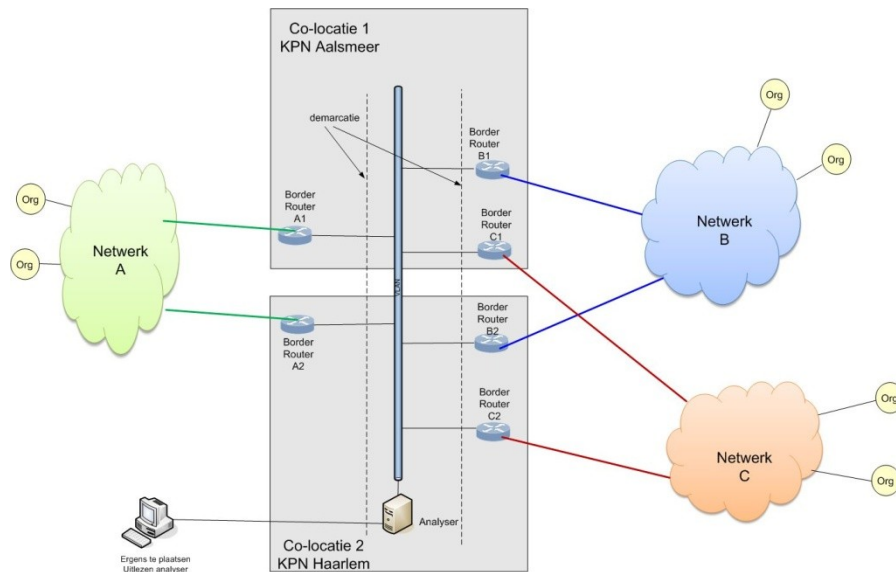 Co-locatie 1
KPN Aalsmeer
Org
demarcatie
Border
Router
B1
Org
Org
Border
Router
A1
Border
Router
C1
Netwerk
B
Netwerk
A
Org
VLAN
Border
Router
A2
Border
Router
B2
Border
Router
C2
Org
Netwerk
C
Org
Analyser
Ergens te plaatsen
Uitlezen analyser
Co-locatie 2
KPN Haarlem